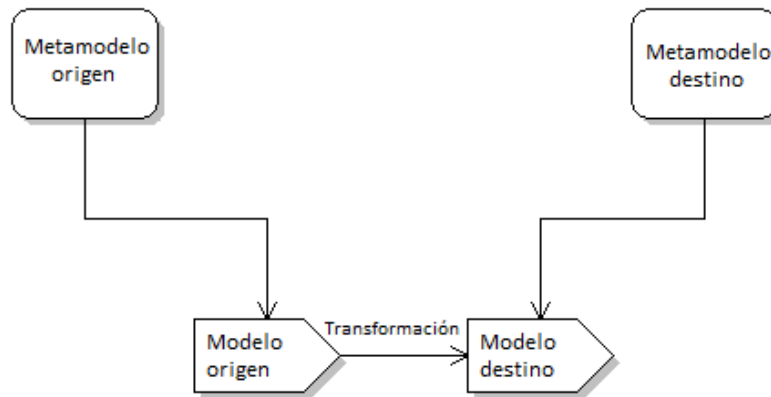 Metamodelo
origen
Metamodelo
destino
Transformación
Modelo
origen
Modelo
destino